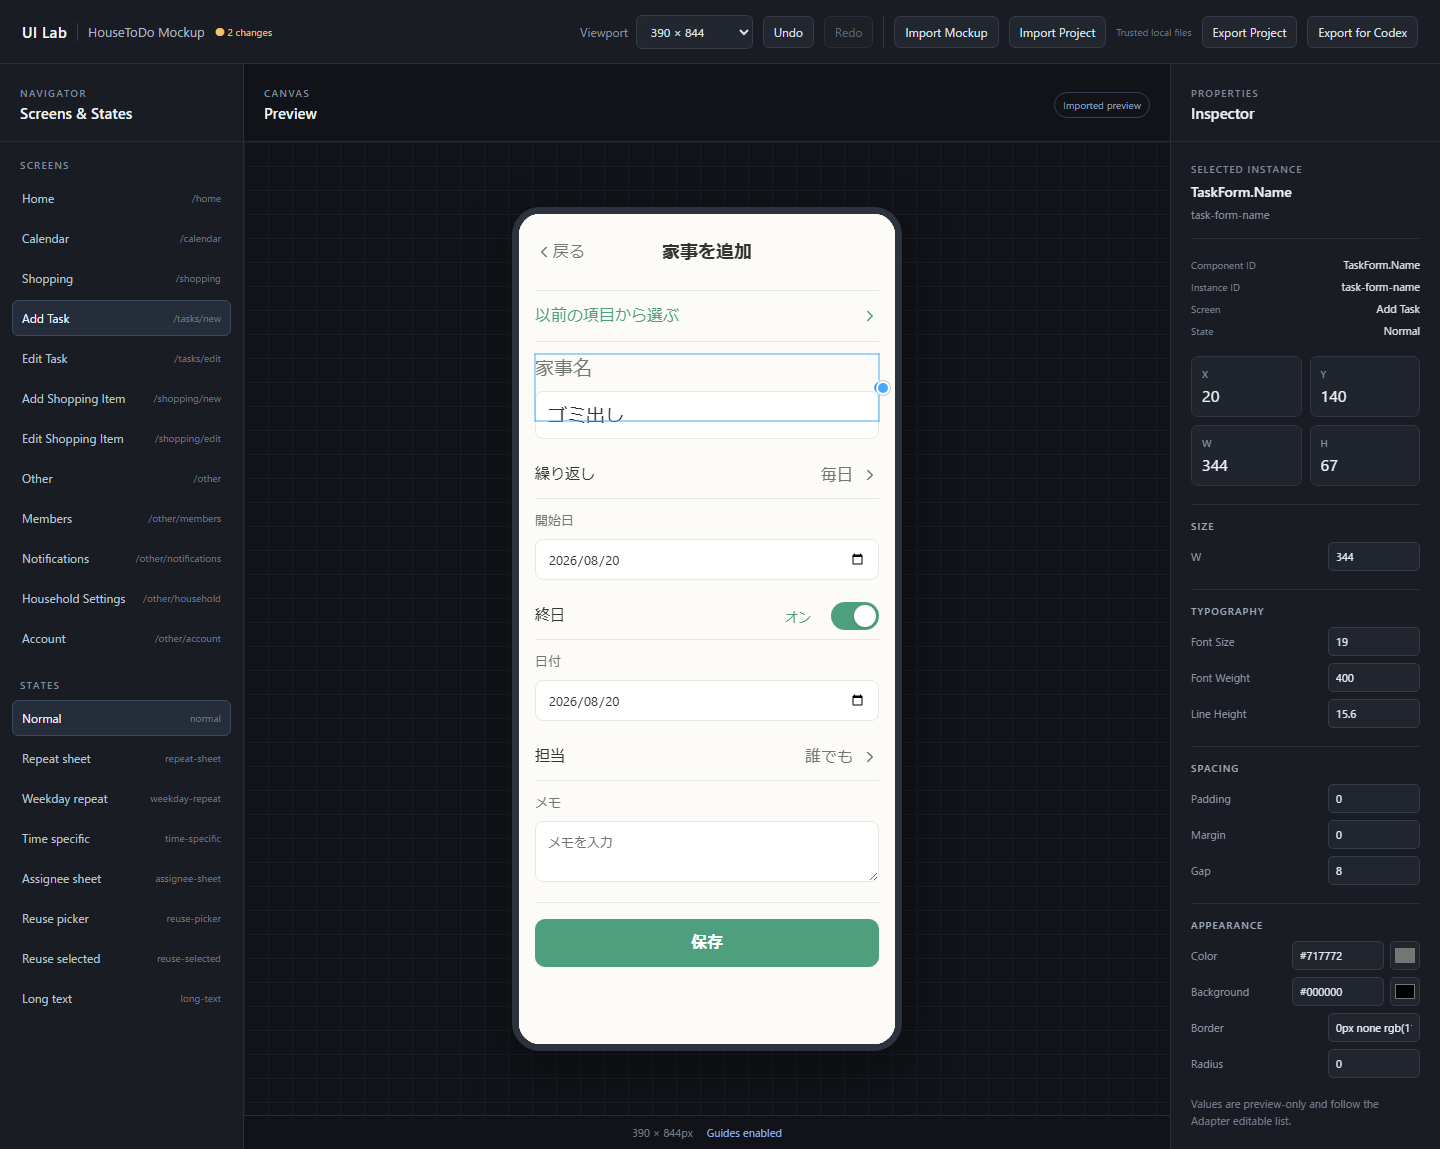 UI Lab
HouseToDo Mockup
2 changes
Viewport
390 × 844
Undo
Redo
Import Mockup
Import Project
Trusted local files
Export Project
Export for Codex
NAVIGATOR
Screens & States
SCREENS
Home /home
Calendar /calendar
Shopping /shopping
Add Task /tasks/new
Edit Task /tasks/edit
Add Shopping Item /shopping/new
Edit Shopping Item /shopping/edit
Other /other
Members /other/members
Notifications /other/notifications
Household Settings /other/household
Account /other/account
STATES
Normal normal
Repeat sheet repeat-sheet
Weekday repeat weekday-repeat
Time specific time-specific
Assignee sheet assignee-sheet
Reuse picker reuse-picker
Reuse selected reuse-selected
Long text long-text
CANVAS
Preview
Imported preview
戻る
家事を追加
以前の項目から選ぶ
家事名
ゴミ出し
繰り返し 毎日
開始日
2026/08/20
終日 オン
日付
2026/08/20
担当 誰でも
メモ
メモを入力
保存
390 × 844px Guides enabled
PROPERTIES
Inspector
SELECTED INSTANCE
TaskForm.Name
task-form-name
Component ID TaskForm.Name
Instance ID task-form-name
Screen Add Task
State Normal
X
20
Y
140
W
344
H
67
SIZE
W 344
TYPOGRAPHY
Font Size 19
Font Weight 400
Line Height 15.6
SPACING
Padding 0
Margin 0
Gap 8
APPEARANCE
Color #717772
Background #000000
Border 0px none rgb(1
Radius 0
Values are preview-only and follow the
Adapter editable list.